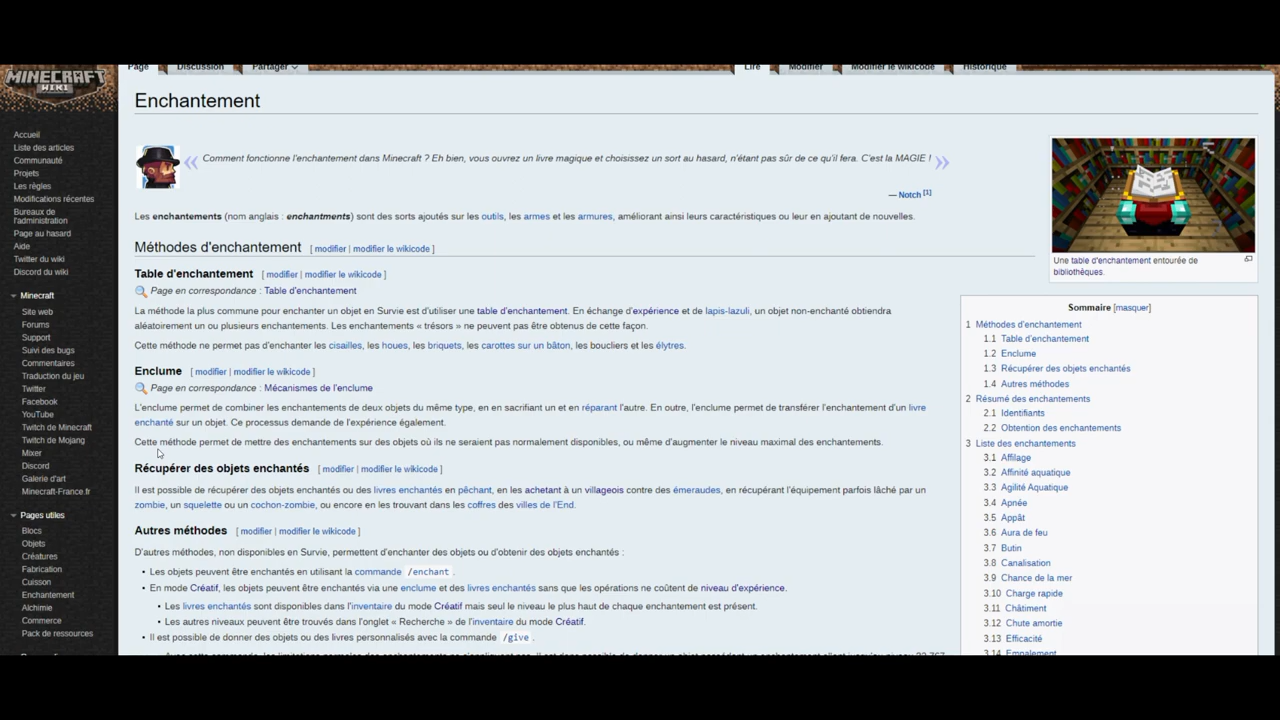 MINECRAFT
WIKI
Page
Discussion
Partager
Lire
Modifier
Modifier le wikicode
Historique
Accueil
Liste des articles
Communauté
Projets
Les règles
Modifications récentes
Bureaux de
l'administration
Page au hasard
Aide
Twitter du wiki
Discord du wiki
Minecraft
Site web
Forums
Support
Suivi des bugs
Commentaires
Traduction du jeu
Twitter
Facebook
YouTube
Twitch de Minecraft
Twitch de Mojang
Mixer
Discord
Galerie d'art
Minecraft-France.fr
Pages utiles
Blocs
Objets
Créatures
Fabrication
Cuisson
Enchantement
Alchimie
Commerce
Pack de ressources
Enchantement
« Comment fonctionne l'enchantement dans Minecraft ? Eh bien, vous ouvrez un livre magique et choisissez un sort au hasard, n'étant pas sûr de ce qu'il fera. C'est la MAGIE ! »
— Notch [1]
Les enchantements (nom anglais : enchantments) sont des sorts ajoutés sur les outils, les armes et les armures, améliorant ainsi leurs caractéristiques ou leur en ajoutant de nouvelles.
Méthodes d'enchantement [ modifier | modifier le wikicode ]
Table d'enchantement [ modifier | modifier le wikicode ]
Page en correspondance : Table d'enchantement
La méthode la plus commune pour enchanter un objet en Survie est d'utiliser une table d'enchantement. En échange d'expérience et de lapis-lazuli, un objet non-enchanté obtiendra
aléatoirement un ou plusieurs enchantements. Les enchantements « trésors » ne peuvent pas être obtenus de cette façon.
Cette méthode ne permet pas d'enchanter les cisailles, les houes, les briquets, les carottes sur un bâton, les boucliers et les élytres.
Enclume [ modifier | modifier le wikicode ]
Page en correspondance : Mécanismes de l'enclume
L'enclume permet de combiner les enchantements de deux objets du même type, en en sacrifiant un et en réparant l'autre. En outre, l'enclume permet de transférer l'enchantement d'un livre
enchanté sur un objet. Ce processus demande de l'expérience également.
Cette méthode permet de mettre des enchantements sur des objets où ils ne seraient pas normalement disponibles, ou même d'augmenter le niveau maximal des enchantements.
Récupérer des objets enchantés [ modifier | modifier le wikicode ]
Il est possible de récupérer des objets enchantés ou des livres enchantés en pêchant, en les achetant à un villageois contre des émeraudes, en récupérant l'équipement parfois lâché par un
zombie, un squelette ou un cochon-zombie, ou encore en les trouvant dans les coffres des villes de l'End.
Autres méthodes [ modifier | modifier le wikicode ]
D'autres méthodes, non disponibles en Survie, permettent d'enchanter des objets ou d'obtenir des objets enchantés :
• Les objets peuvent être enchantés en utilisant la commande /enchant .
• En mode Créatif, les objets peuvent être enchantés via une enclume et des livres enchantés sans que les opérations ne coûtent de niveau d'expérience.
• Les livres enchantés sont disponibles dans l'inventaire du mode Créatif mais seul le niveau le plus haut de chaque enchantement est présent.
• Les autres niveaux peuvent être trouvés dans l'onglet « Recherche » de l'inventaire du mode Créatif.
• Il est possible de donner des objets ou des livres personnalisés avec la commande /give .
Une table d'enchantement entourée de
bibliothèques.
Sommaire [masquer]
1 Méthodes d'enchantement
1.1 Table d'enchantement
1.2 Enclume
1.3 Récupérer des objets enchantés
1.4 Autres méthodes
2 Résumé des enchantements
2.1 Identifiants
2.2 Obtention des enchantements
3 Liste des enchantements
3.1 Affilage
3.2 Affinité aquatique
3.3 Agilité Aquatique
3.4 Apnée
3.5 Appât
3.6 Aura de feu
3.7 Butin
3.8 Canalisation
3.9 Chance de la mer
3.10 Charge rapide
3.11 Châtiment
3.12 Chute amortie
3.13 Efficacité
3.14 Empalement